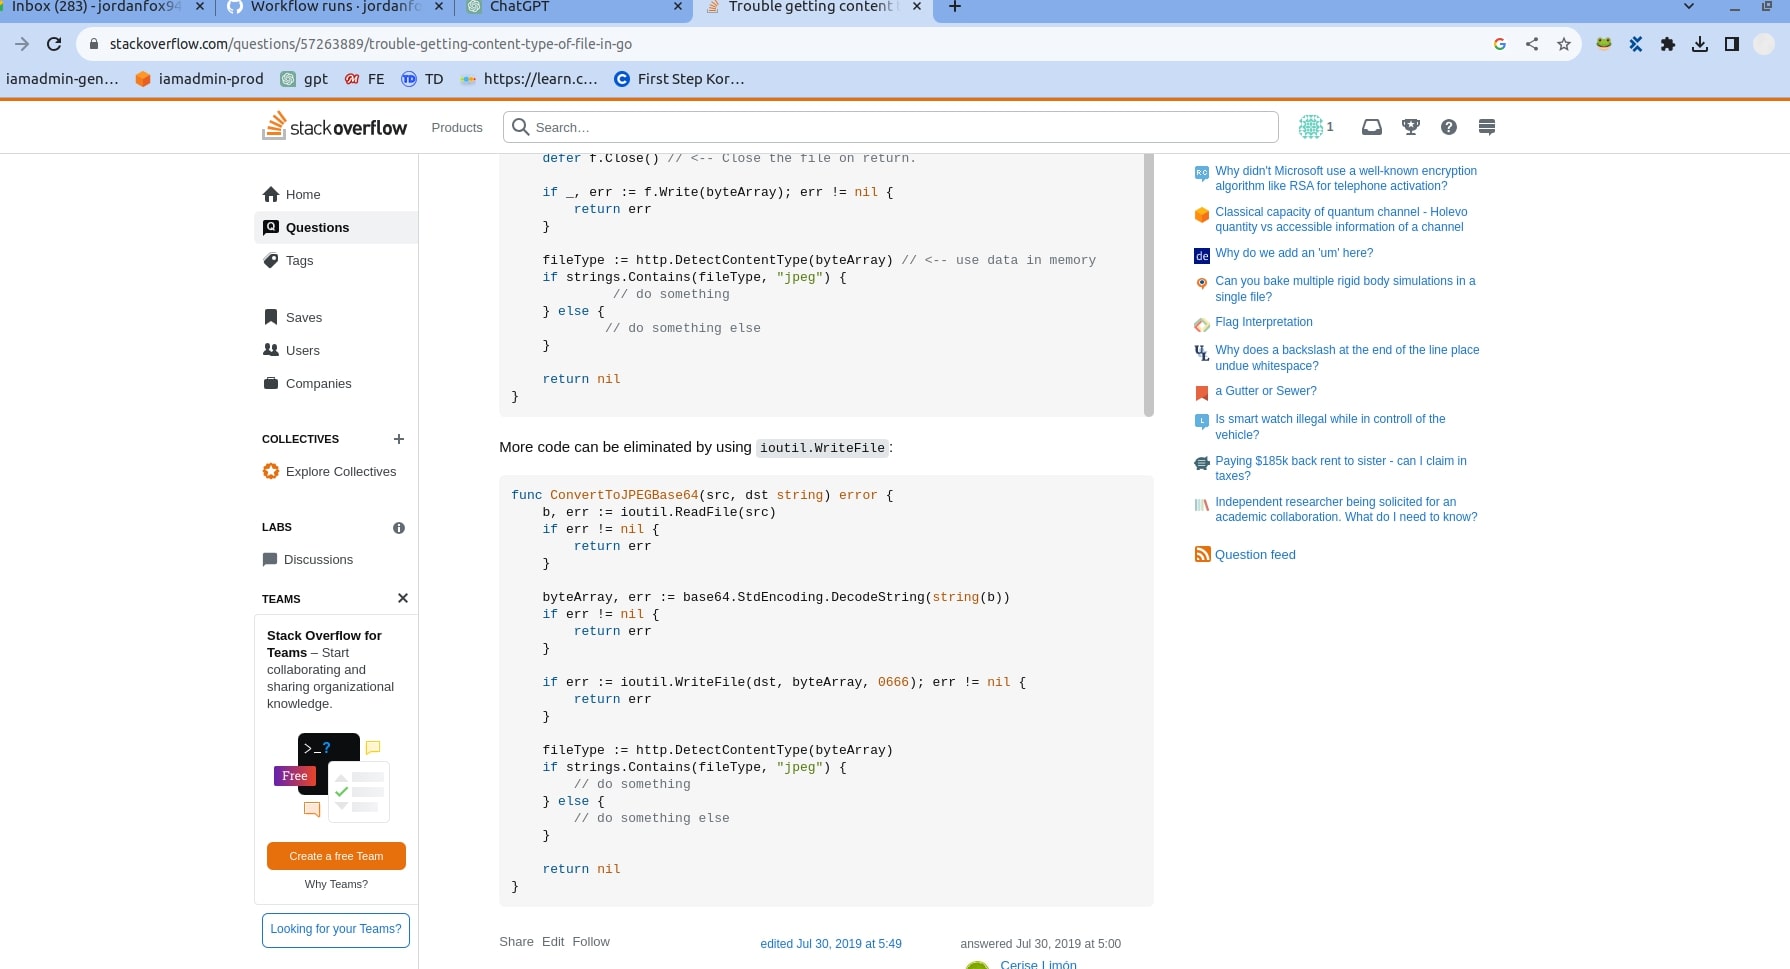 Inbox (283) - jordanfox94
Workflow runs · jordanfo
ChatGPT
Trouble getting content t
stackoverflow.com/questions/57263889/trouble-getting-content-type-of-file-in-go
iamadmin-gen...
iamadmin-prod
gpt
FE
TD
TD
https://learn.c...
C
First Step Kor...
stackoverflow
Products
Search...
1
Home
Questions
Tags
Saves
Users
Companies
COLLECTIVES
Explore Collectives
LABS
Discussions
TEAMS
Stack Overflow for
Teams – Start
collaborating and
sharing organizational
knowledge.
>_?
Free
Create a free Team
Why Teams?
Looking for your Teams?
defer f.Close() // <-- Close the file on return.
if _, err := f.Write(byteArray); err != nil {
return err
}
fileType := http.DetectContentType(byteArray) // <-- use data in memory
if strings.Contains(fileType, "jpeg") {
// do something
} else {
// do something else
}
return nil
}
More code can be eliminated by using ioutil.WriteFile:
func ConvertToJPEGBase64(src, dst string) error {
b, err := ioutil.ReadFile(src)
if err != nil {
return err
}
byteArray, err := base64.StdEncoding.DecodeString(string(b))
if err != nil {
return err
}
if err := ioutil.WriteFile(dst, byteArray, 0666); err != nil {
return err
}
fileType := http.DetectContentType(byteArray)
if strings.Contains(fileType, "jpeg") {
// do something
} else {
// do something else
}
return nil
}
Share Edit Follow
edited Jul 30, 2019 at 5:49
answered Jul 30, 2019 at 5:00
Cerise Limón
Why didn't Microsoft use a well-known encryption
algorithm like RSA for telephone activation?
Classical capacity of quantum channel - Holevo
quantity vs accessible information of a channel
de
Why do we add an 'um' here?
Can you bake multiple rigid body simulations in a
single file?
Flag Interpretation
UL
Why does a backslash at the end of the line place
undue whitespace?
a Gutter or Sewer?
L
Is smart watch illegal while in controll of the
vehicle?
Paying $185k back rent to sister - can I claim in
taxes?
Independent researcher being solicited for an
academic collaboration. What do I need to know?
Question feed